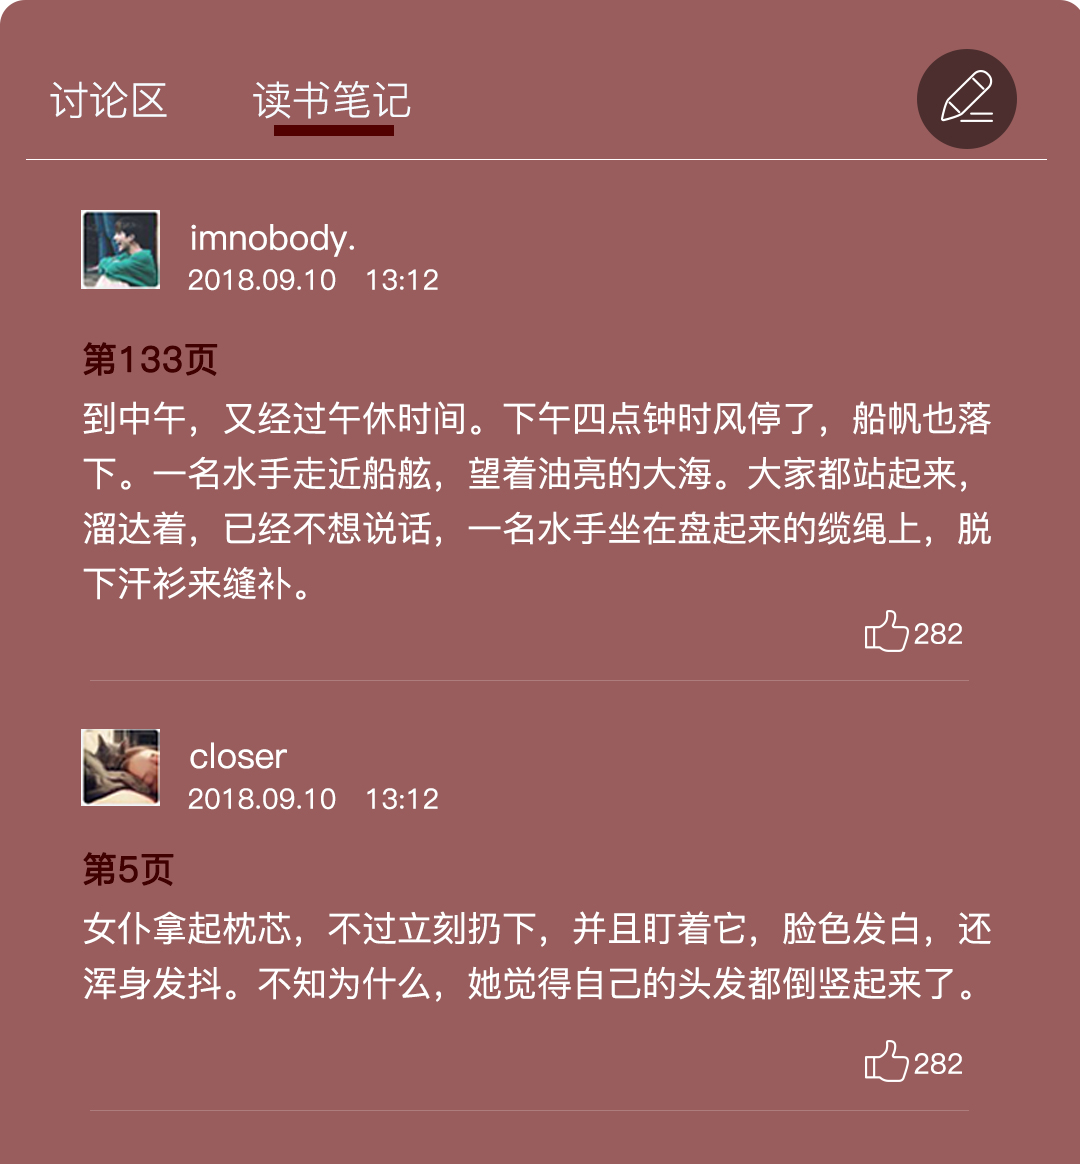 讨论区 读书笔记
imnobody.
2018.09.10 13:12
第133页
到中午，又经过午休时间。下午四点钟时风停了，船帆也落
下。一名水手走近船舷，望着油亮的大海。大家都站起来，
溜达着，已经不想说话，一名水手坐在盘起来的缆绳上，脱
下汗衫来缝补。
282
closer
2018.09.10 13:12
第5页
女仆拿起枕芯，不过立刻扔下，并且盯着它，脸色发白，还
浑身发抖。不知为什么，她觉得自己的头发都倒竖起来了。
282